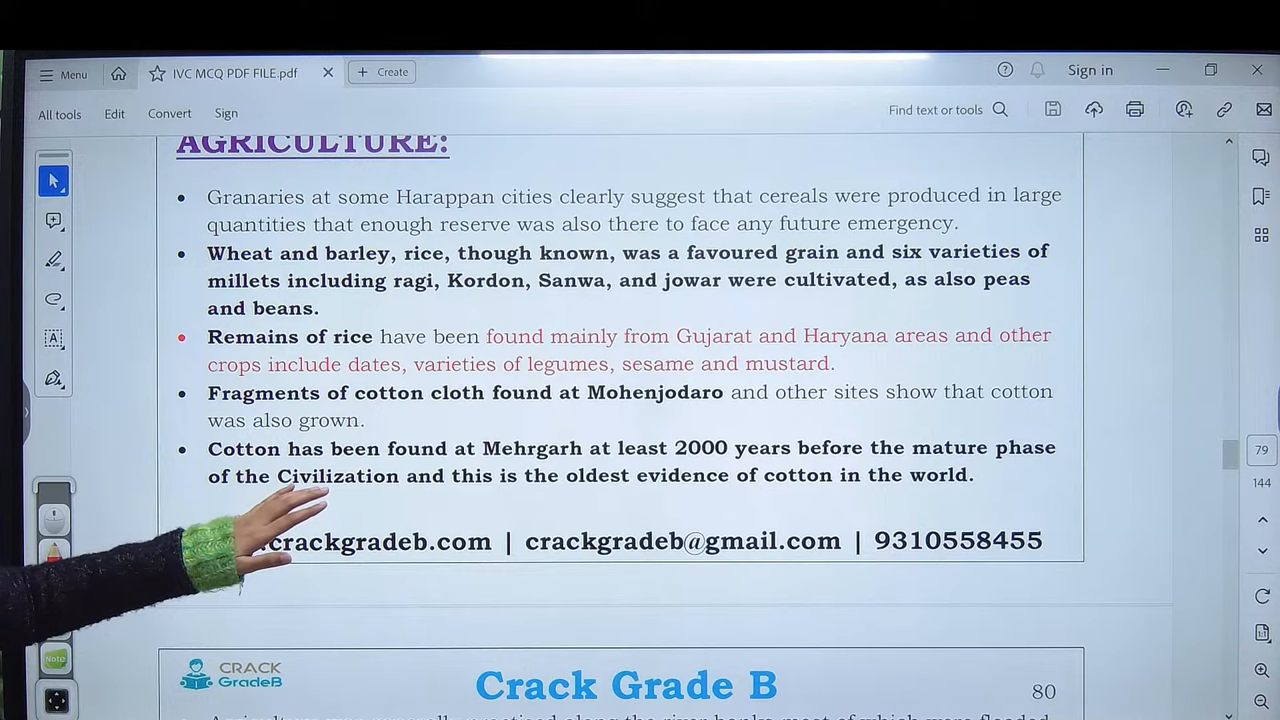 Menu
IVC MCQ PDF FILE.pdf
Create
Sign in
All tools
Edit
Convert
Sign
Find text or tools
AGRICULTURE:
• Granaries at some Harappan cities clearly suggest that cereals were produced in large
quantities that enough reserve was also there to face any future emergency.
• Wheat and barley, rice, though known, was a favoured grain and six varieties of
millets including ragi, Kordon, Sanwa, and jowar were cultivated, as also peas
and beans.
• Remains of rice have been found mainly from Gujarat and Haryana areas and other
crops include dates, varieties of legumes, sesame and mustard.
• Fragments of cotton cloth found at Mohenjodaro and other sites show that cotton
was also grown.
• Cotton has been found at Mehrgarh at least 2000 years before the mature phase
of the Civilization and this is the oldest evidence of cotton in the world.
crackgradeb.com | crackgradeb@gmail.com | 9310558455
79
144
Note
CRACK
GradeB
Crack Grade B
80